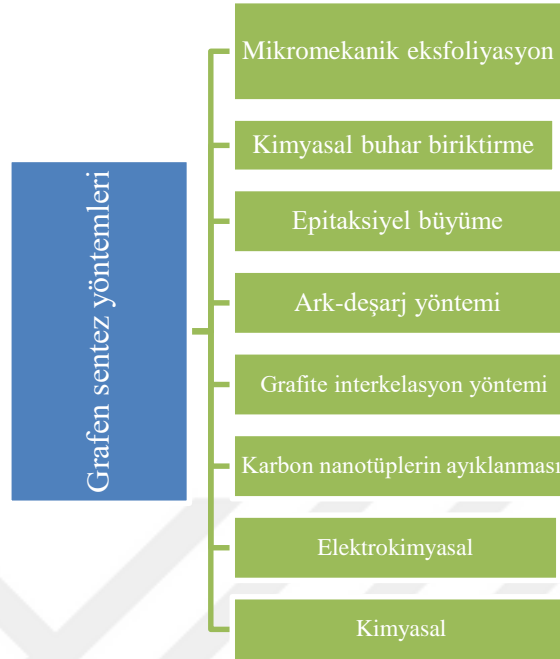 Grafen sentez yöntemleri
Mikromekanik eksfoliyasyon
Kimyasal buhar biriktirme
Epitaksiyel büyüme
Ark-deşarj yöntemi
Grafite interkelasyon yöntemi
Karbon nanotüplerin ayıklanması
Elektrokimyasal
Kimyasal